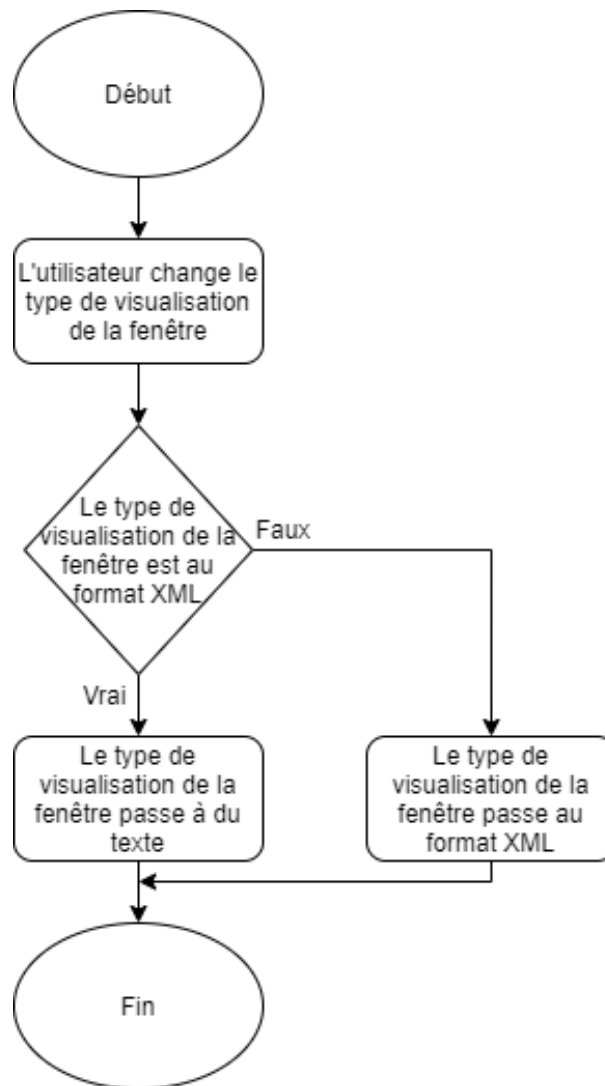 Début
L'utilisateur change le
type de visualisation
de la fenêtre
Le type de
visualisation de la
fenêtre est au
format XML
Faux
Vrai
Le type de
visualisation de la
fenêtre passe à du
texte
Le type de
visualisation de la
fenêtre passe au
format XML
Fin